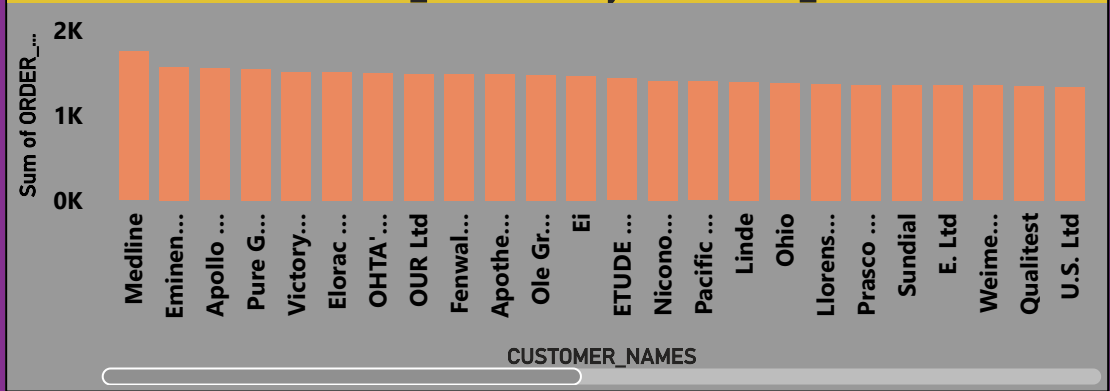 2K
1K
0K
Sum of ORDER_...
Medline
Eminen...
Apollo ...
Pure G...
Victory...
Elorac ...
OHTA'...
OUR Ltd
Fenwal...
Apothe...
Ole Gr...
Ei
ETUDE ...
Nicono...
Pacific ...
Linde
Ohio
Llorens...
Prasco ...
Sundial
E. Ltd
Weime...
Qualitest
U.S. Ltd
CUSTOMER_NAMES